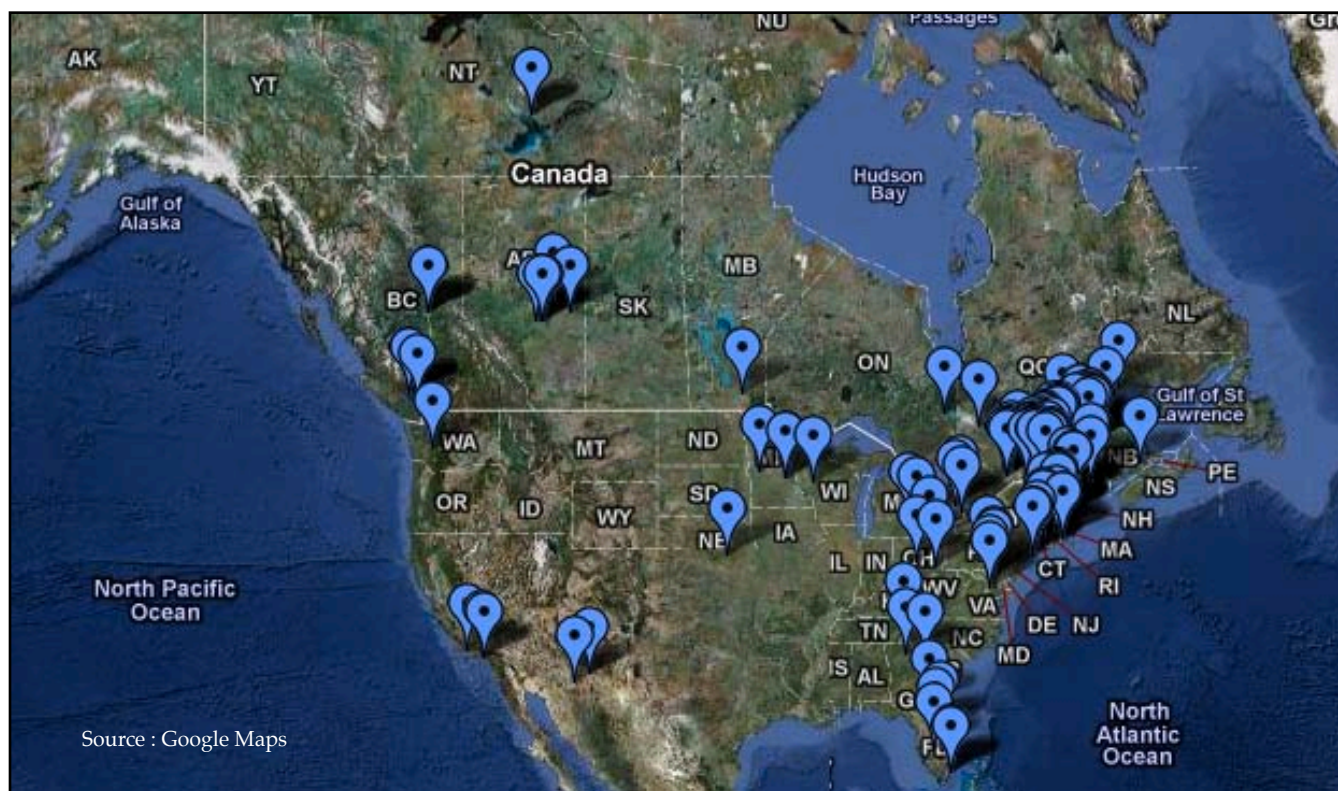 NU
Passages
AK
YT
NT
Canada
Hudson
Bay
Gulf of
Alaska
MB
BC
SK
ON
NL
Gulf of St
Lawrence
WA
MT
ND
NB
PE
NS
OR
ID
WY
WI
IA
NH
MA
IL
IN
WV
CT
RI
North Pacific
Ocean
VA
DE
NJ
TN
NC
MD
AL
North
Atlantic
Ocean
Source : Google Maps